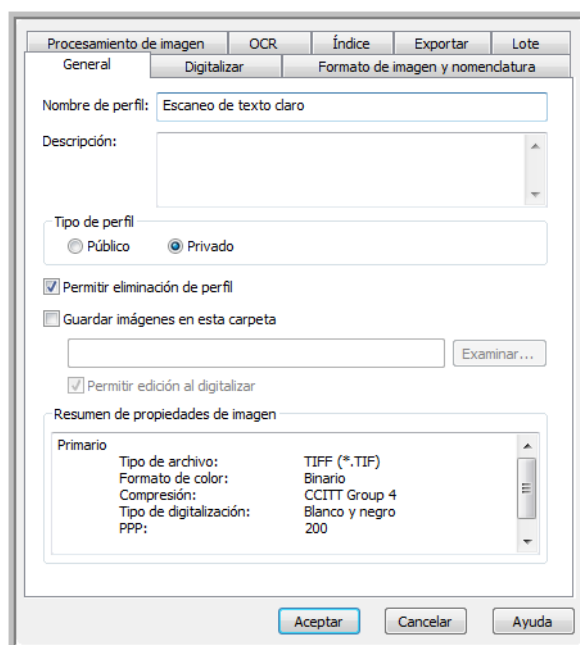 Procesamiento de imagen OCR Índice Exportar Lote
General Digitalizar Formato de imagen y nomenclatura
Nombre de perfil: Escaneo de texto claro
Descripción:
Tipo de perfil
Público Privado
Permitir eliminación de perfil
Guardar imágenes en esta carpeta
Examinar...
Permitir edición al digitalizar
Resumen de propiedades de imagen
Primario
Tipo de archivo: TIFF (*.TIF)
Formato de color: Binario
Compresión: CCITT Group 4
Tipo de digitalización: Blanco y negro
PPP: 200
Aceptar Cancelar Ayuda